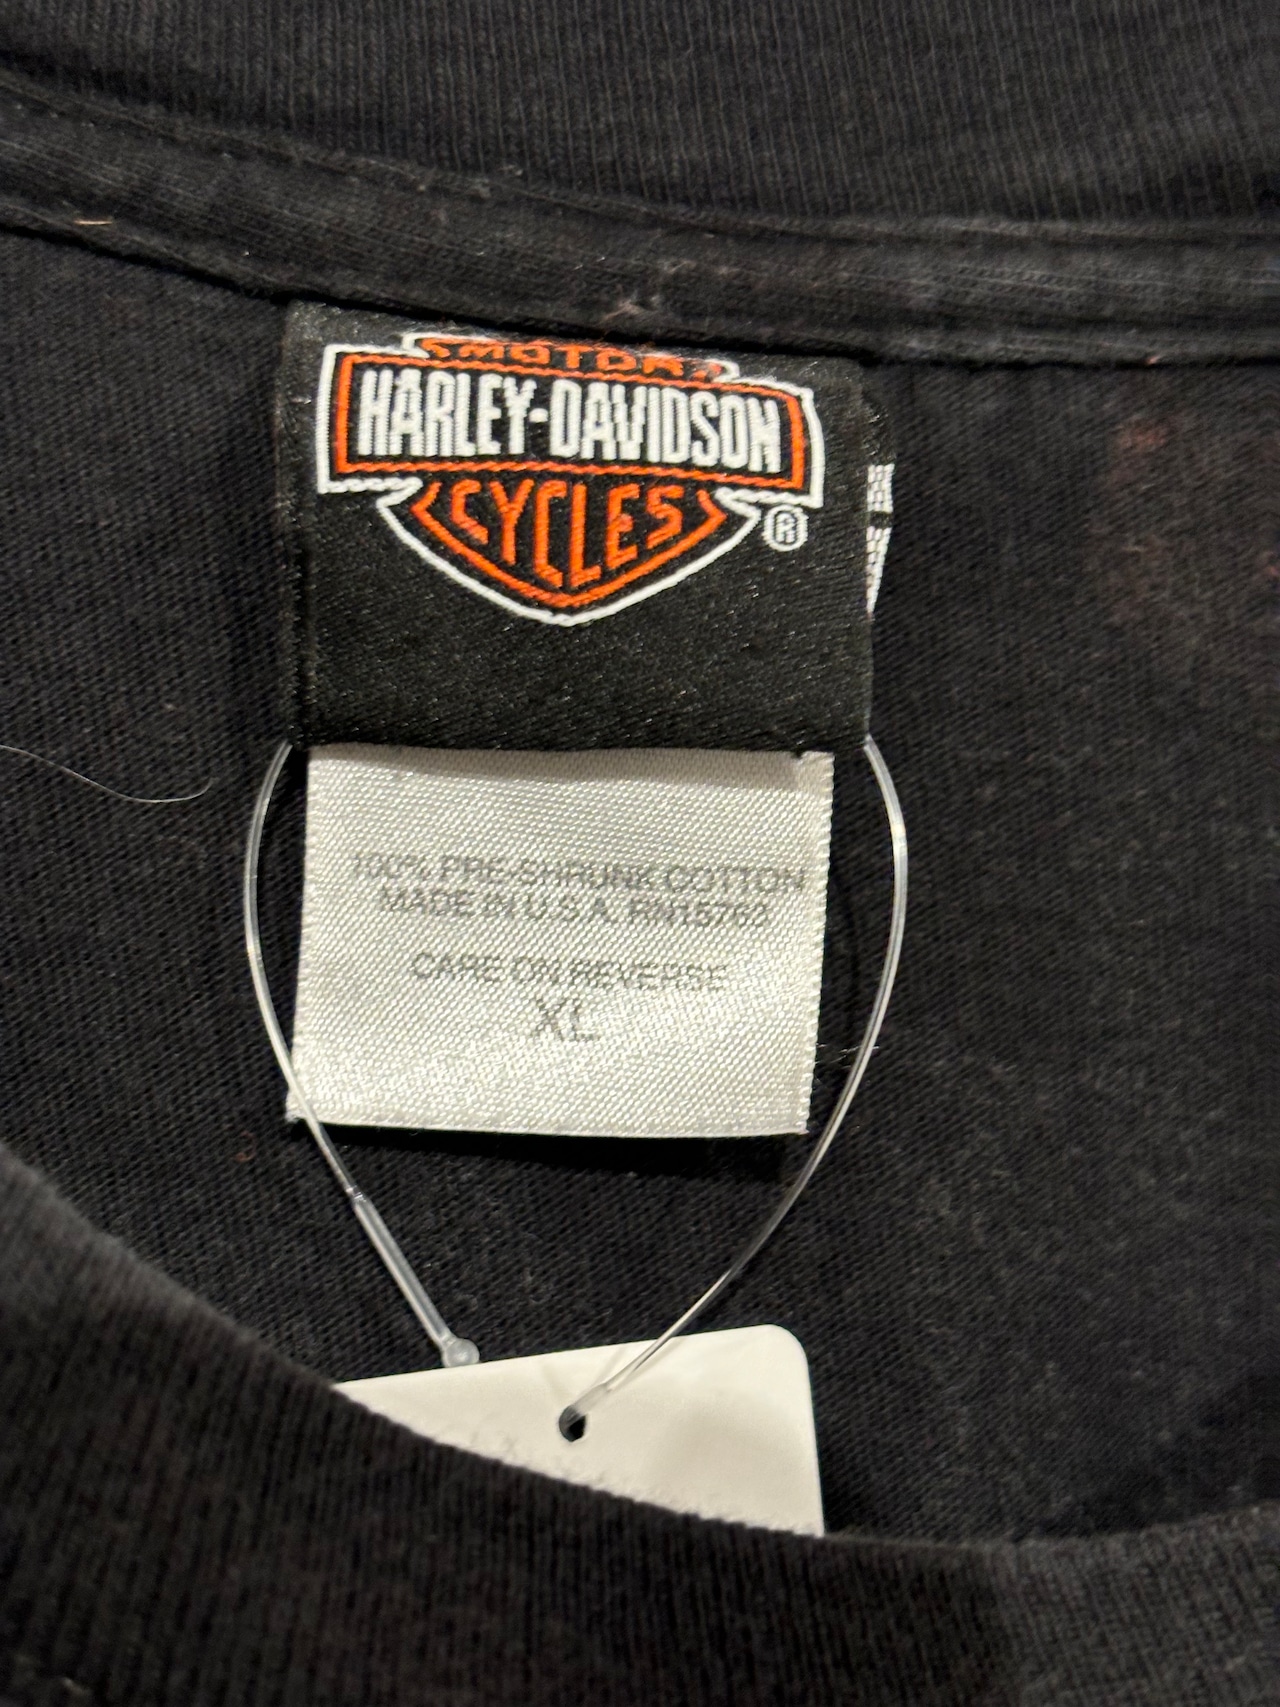 MOTOR
HARLEY-DAVIDSON
CYCLES
®
100% PRE-SHRUNK COTTON
MADE IN U.S.A. RN15763
CARE ON REVERSE
XL